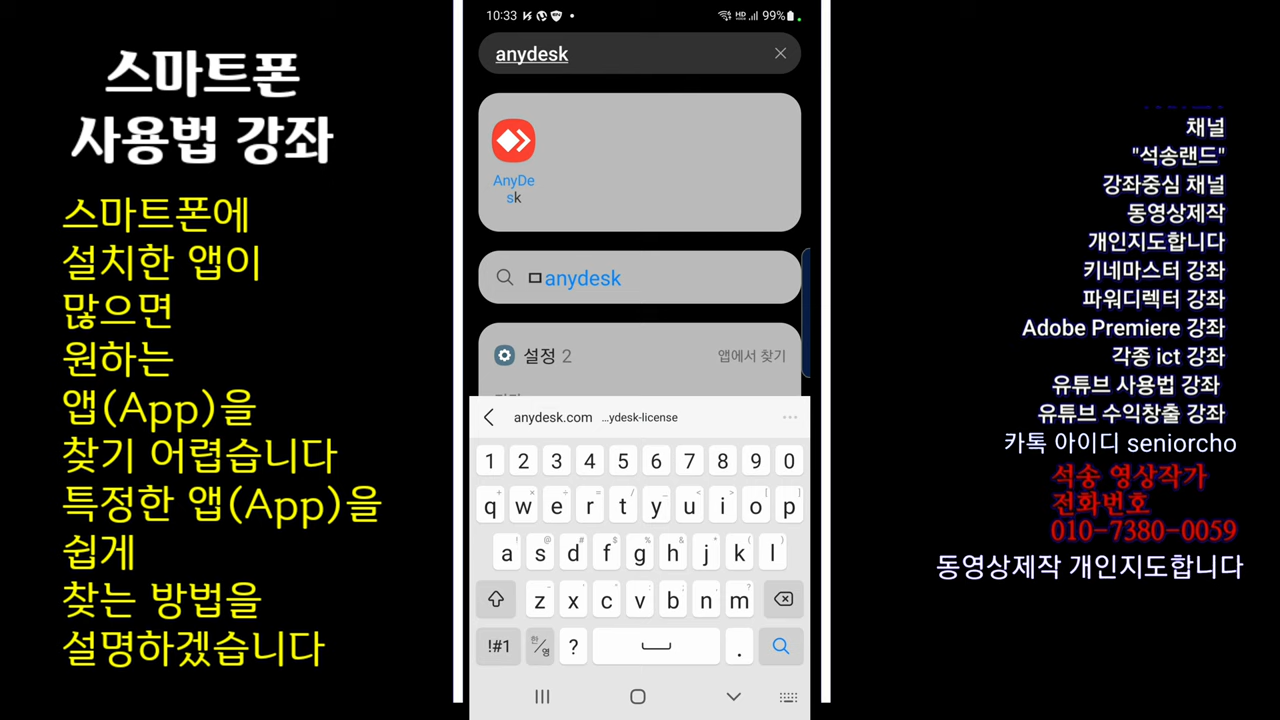 스마트폰
사용법 강좌
스마트폰에
설치한 앱이
많으면
원하는
앱(App)을
찾기 어렵습니다
특정한 앱(App)을
쉽게
찾는 방법을
설명하겠습니다
10:33
99%
anydesk
AnyDe
sk
ㅁanydesk
설정 2
앱에서 찾기
anydesk.com
...ydesk-license
1 2 3 4 5 6 7 8 9 0
q w e r t y u i o p
a s d f g h j k l
z x c v b n m
!#1 한/영 ? .
채널
"석송랜드"
강좌중심 채널
동영상제작
개인지도합니다
키네마스터 강좌
파워디렉터 강좌
Adobe Premiere 강좌
각종 ict 강좌
유튜브 사용법 강좌
유튜브 수익창출 강좌
카톡 아이디 seniorcho
석송 영상작가
전화번호
010-7380-0059
동영상제작 개인지도합니다